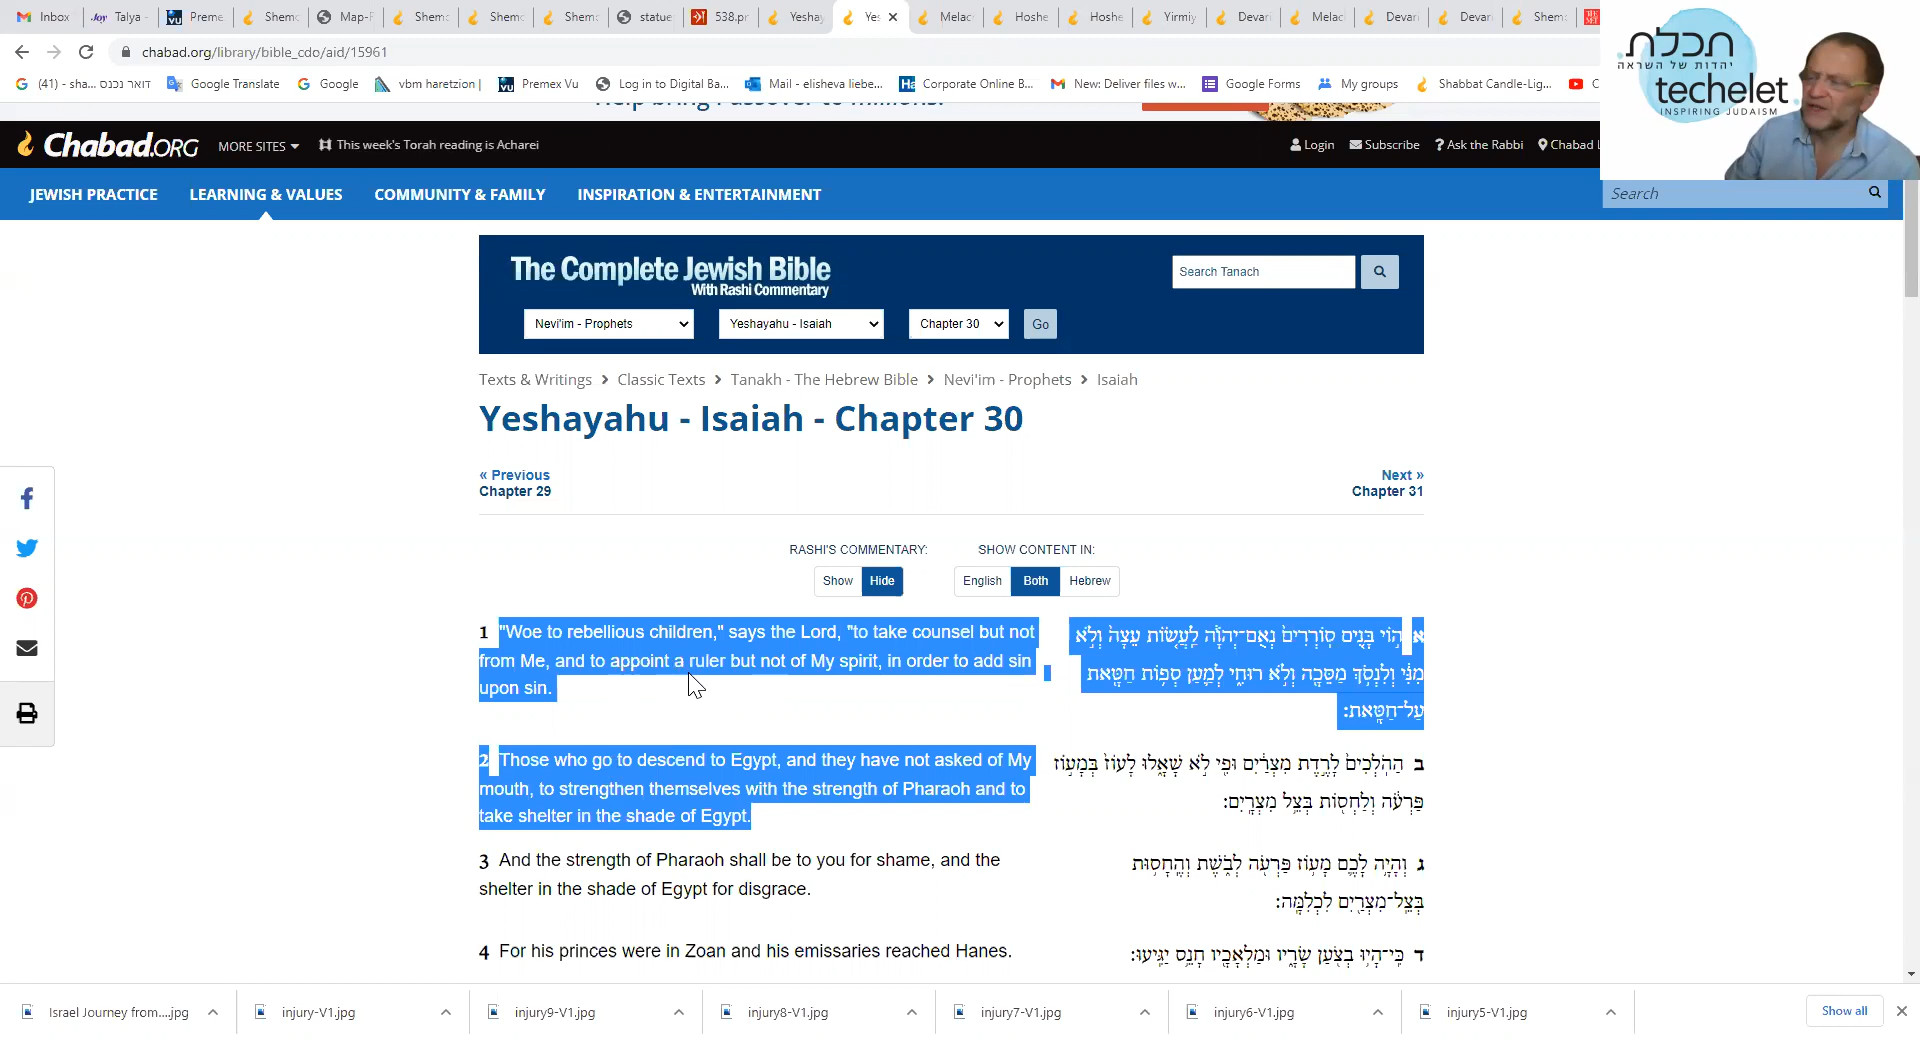 Inbox
Joy Talya -
Preme
Shemo
Map-F
Shemo
Shemo
Shemo
statue
538.pr
Yeshay
Yes
Melac
Hoshe
Hoshe
Yirmiy
Devari
Melac
Devari
Devari
Shemo
chabad.org/library/bible_cdo/aid/15961
(41) - sha... דואר נכנס
Google Translate
Google
vbm haretzion |
Premex Vu
Log in to Digital Ba...
Mail - elisheva liebe...
Corporate Online B...
New: Deliver files w...
Google Forms
My groups
Shabbat Candle-Lig...
תכלת
יהדות של השראה
techelet
INSPIRING JUDAISM
Chabad.ORG
MORE SITES
This week's Torah reading is Acharei
Login
Subscribe
Ask the Rabbi
Chabad L
JEWISH PRACTICE
LEARNING & VALUES
COMMUNITY & FAMILY
INSPIRATION & ENTERTAINMENT
Search
The Complete Jewish Bible
With Rashi Commentary
Search Tanach
Nevi'im - Prophets
Yeshayahu - Isaiah
Chapter 30
Go
Texts & Writings > Classic Texts > Tanakh - The Hebrew Bible > Nevi'im - Prophets > Isaiah
Yeshayahu - Isaiah - Chapter 30
« Previous
Chapter 29
Next »
Chapter 31
RASHI'S COMMENTARY:
Show Hide
SHOW CONTENT IN:
English Both Hebrew
1 "Woe to rebellious children," says the Lord, "to take counsel but not
from Me, and to appoint a ruler but not of My spirit, in order to add sin
upon sin.
א הוֹי בָּנִים סוֹרְרִים נְאֻם־יְהֹוָה לַֽעֲשׂוֹת עֵצָה וְלֹא
מִנִּי וְלִנְסֹךְ מַסֵּכָה וְלֹא רוּחִי לְמַעַן סְפוֹת חַטָּאת
עַל־חַטָּאת:
2 Those who go to descend to Egypt, and they have not asked of My
mouth, to strengthen themselves with the strength of Pharaoh and to
take shelter in the shade of Egypt.
ב הַהֹלְכִים לָרֶדֶת מִצְרַיִם וּפִי לֹא שָׁאָלוּ לָעוֹז בְּמָעוֹז
פַּרְעֹה וְלַחְסוֹת בְּצֵל מִצְרָיִם:
3 And the strength of Pharaoh shall be to you for shame, and the
shelter in the shade of Egypt for disgrace.
ג וְהָיָה לָכֶם מָעוֹז פַּרְעֹה לְבֹשֶׁת וְהֶחָסוּת
בְּצֵל־מִצְרַיִם לִכְלִמָּה:
4 For his princes were in Zoan and his emissaries reached Hanes.
ד כִּי־הָיוּ בְצֹעַן שָׂרָיו וּמַלְאָכָיו חָנֵס יַגִּיעוּ:
Israel Journey from....jpg
injury-V1.jpg
injury9-V1.jpg
injury8-V1.jpg
injury7-V1.jpg
injury6-V1.jpg
injury5-V1.jpg
Show all